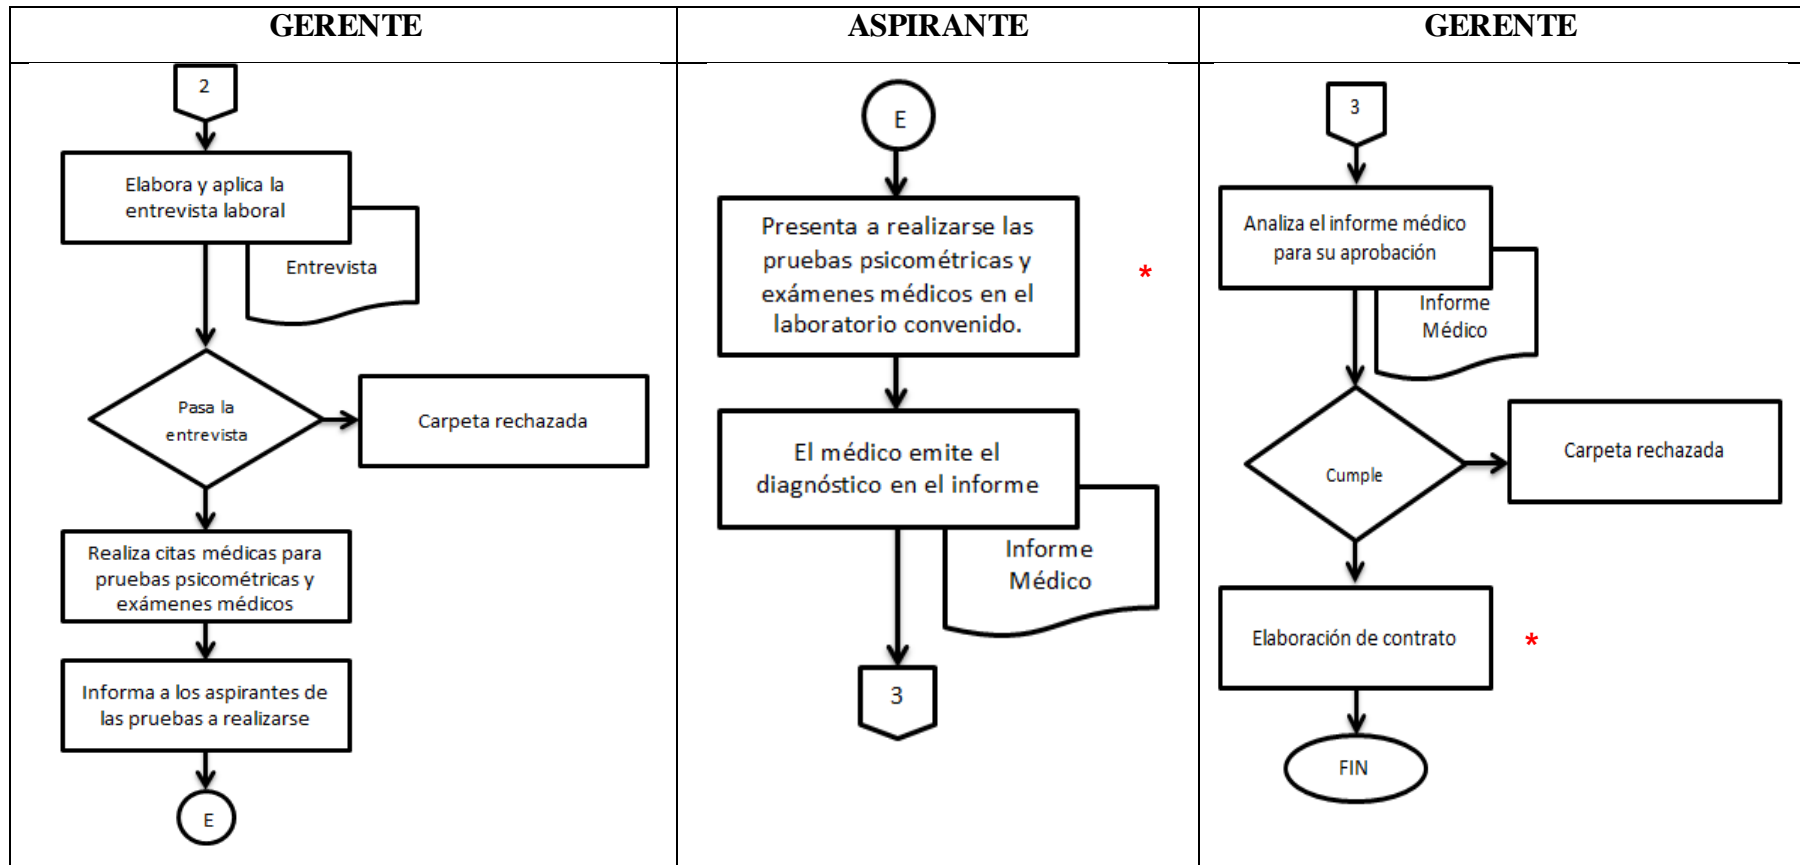 GERENTE
2
Elabora y aplica la
entrevista laboral
Entrevista
Pasa la
entrevista
Carpeta rechazada
Realiza citas médicas para
pruebas psicométricas y
exámenes médicos
Informa a los aspirantes de
las pruebas a realizarse
E
ASPIRANTE
E
Presenta a realizarse las
pruebas psicométricas y
exámenes médicos en el
laboratorio convenido.
*
El médico emite el
diagnóstico en el informe
Informe
Médico
3
GERENTE
3
Analiza el informe médico
para su aprobación
Informe
Médico
Cumple
Carpeta rechazada
Elaboración de contrato
*
FIN